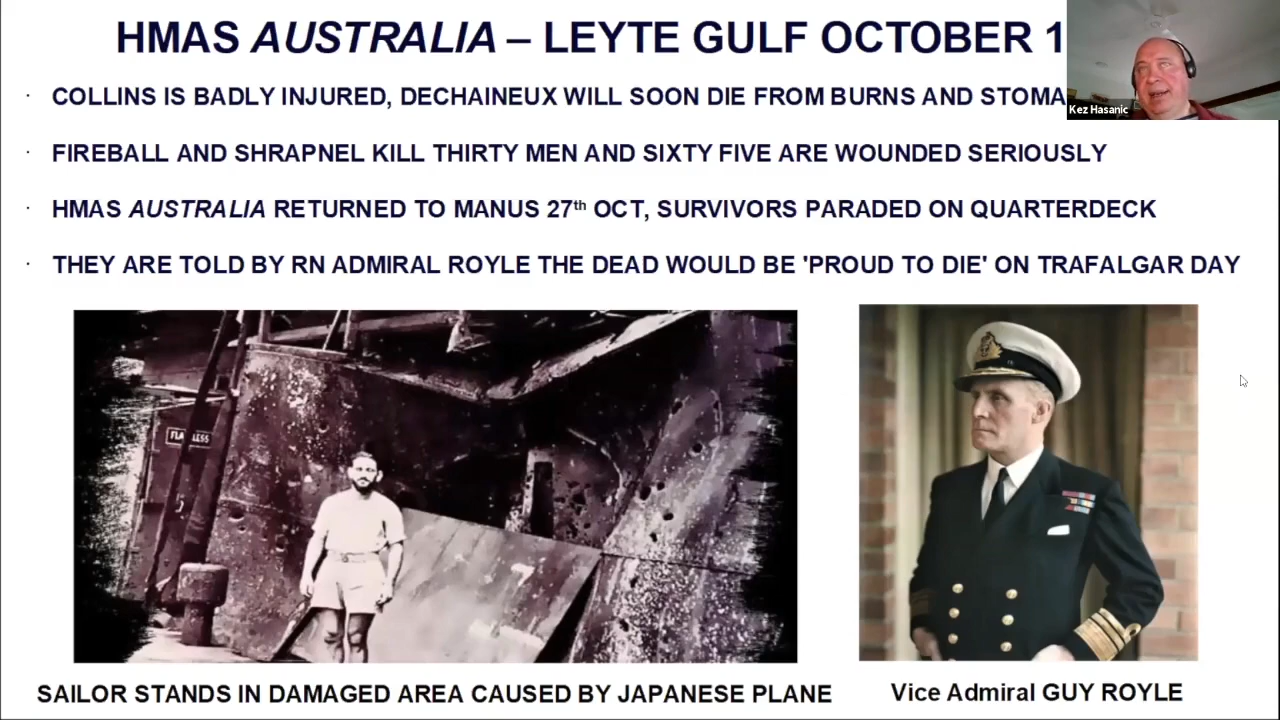 HMAS AUSTRALIA – LEYTE GULF OCTOBER 1
· COLLINS IS BADLY INJURED, DECHAINEUX WILL SOON DIE FROM BURNS AND STOMA
Kez Hasanic
· FIREBALL AND SHRAPNEL KILL THIRTY MEN AND SIXTY FIVE ARE WOUNDED SERIOUSLY
· HMAS AUSTRALIA RETURNED TO MANUS 27th OCT, SURVIVORS PARADED ON QUARTERDECK
· THEY ARE TOLD BY RN ADMIRAL ROYLE THE DEAD WOULD BE 'PROUD TO DIE' ON TRAFALGAR DAY
SAILOR STANDS IN DAMAGED AREA CAUSED BY JAPANESE PLANE
Vice Admiral GUY ROYLE